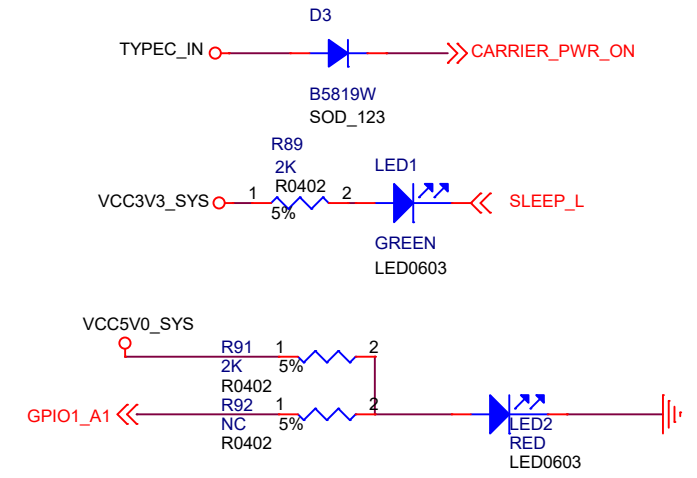 D3
TYPEC_IN
CARRIER_PWR_ON
B5819W
SOD_123
R89
2K
LED1
R0402
VCC3V3_SYS
1
2
SLEEP_L
5%
GREEN
LED0603
VCC5V0_SYS
R91
1
2
2K
5%
R0402
R92
1
2
GPIO1_A1
NC
5%
LED2
R0402
RED
LED0603